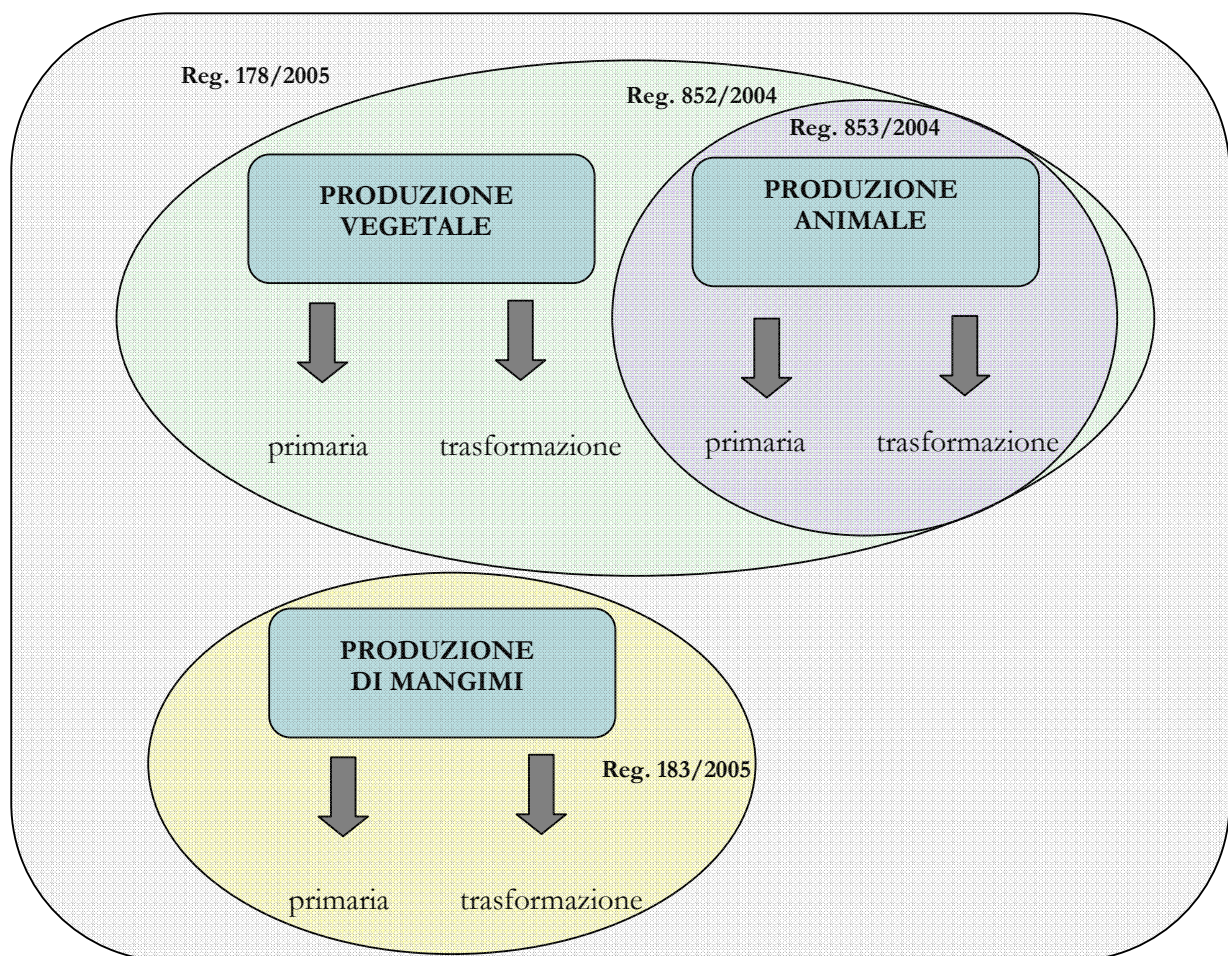 Reg. 178/2005
Reg. 852/2004
Reg. 853/2004
PRODUZIONE
VEGETALE
PRODUZIONE
ANIMALE
primaria
trasformazione
primaria
trasformazione
PRODUZIONE
DI MANGIMI
Reg. 183/2005
primaria
trasformazione